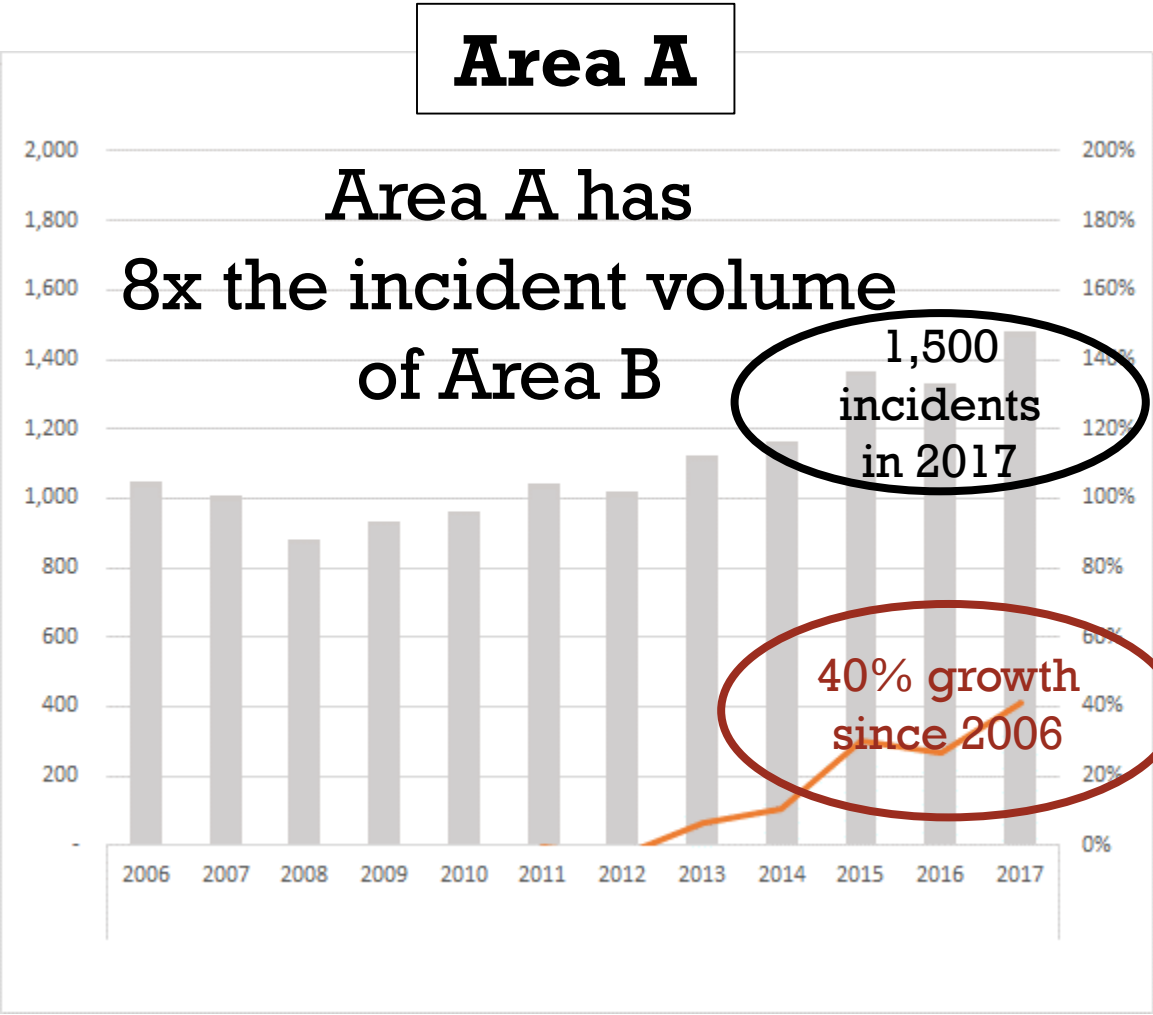 Area A
2,000
200%
Area A has
1,800
180%
8x the incident volume
1,600
160%
of Area B
1,500
incidents
in 2017
1,400
140%
1,200
120%
1,000
100%
800
80%
600
60%
40% growth
since 2006
400
40%
200
20%
-
0%
2006 2007 2008 2009 2010 2011 2012 2013 2014 2015 2016 2017